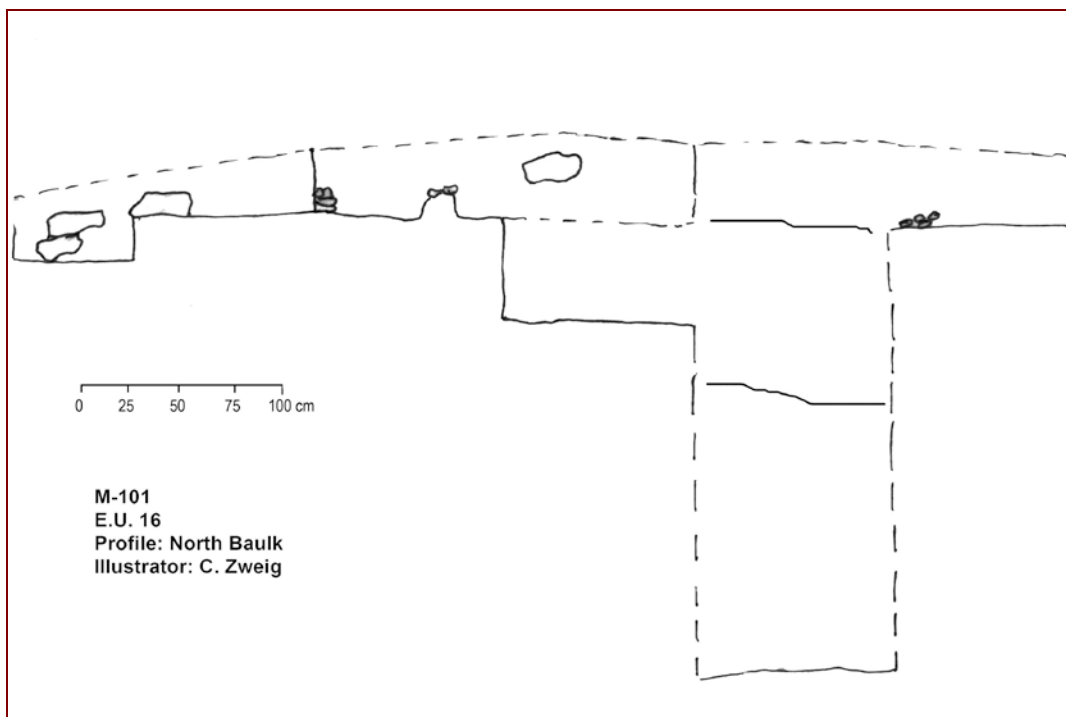 0 25 50 75 100 cm
M-101
E.U. 16
Profile: North Baulk
Illustrator: C. Zweig